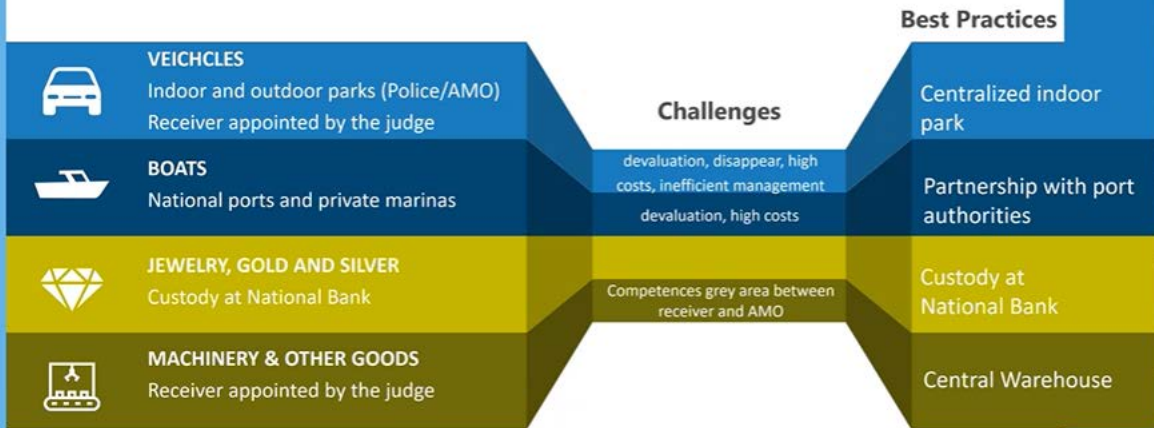 Best Practices
VEICHCLES
Indoor and outdoor parks (Police/AMO)
Receiver appointed by the judge
Challenges
Centralized indoor
park
BOATS
National ports and private marinas
devaluation, disappear, high
costs, inefficient management
devaluation, high costs
Partnership with port
authorities
JEWELRY, GOLD AND SILVER
Custody at National Bank
Competences grey area between
receiver and AMO
Custody at
National Bank
MACHINERY & OTHER GOODS
Receiver appointed by the judge
Central Warehouse